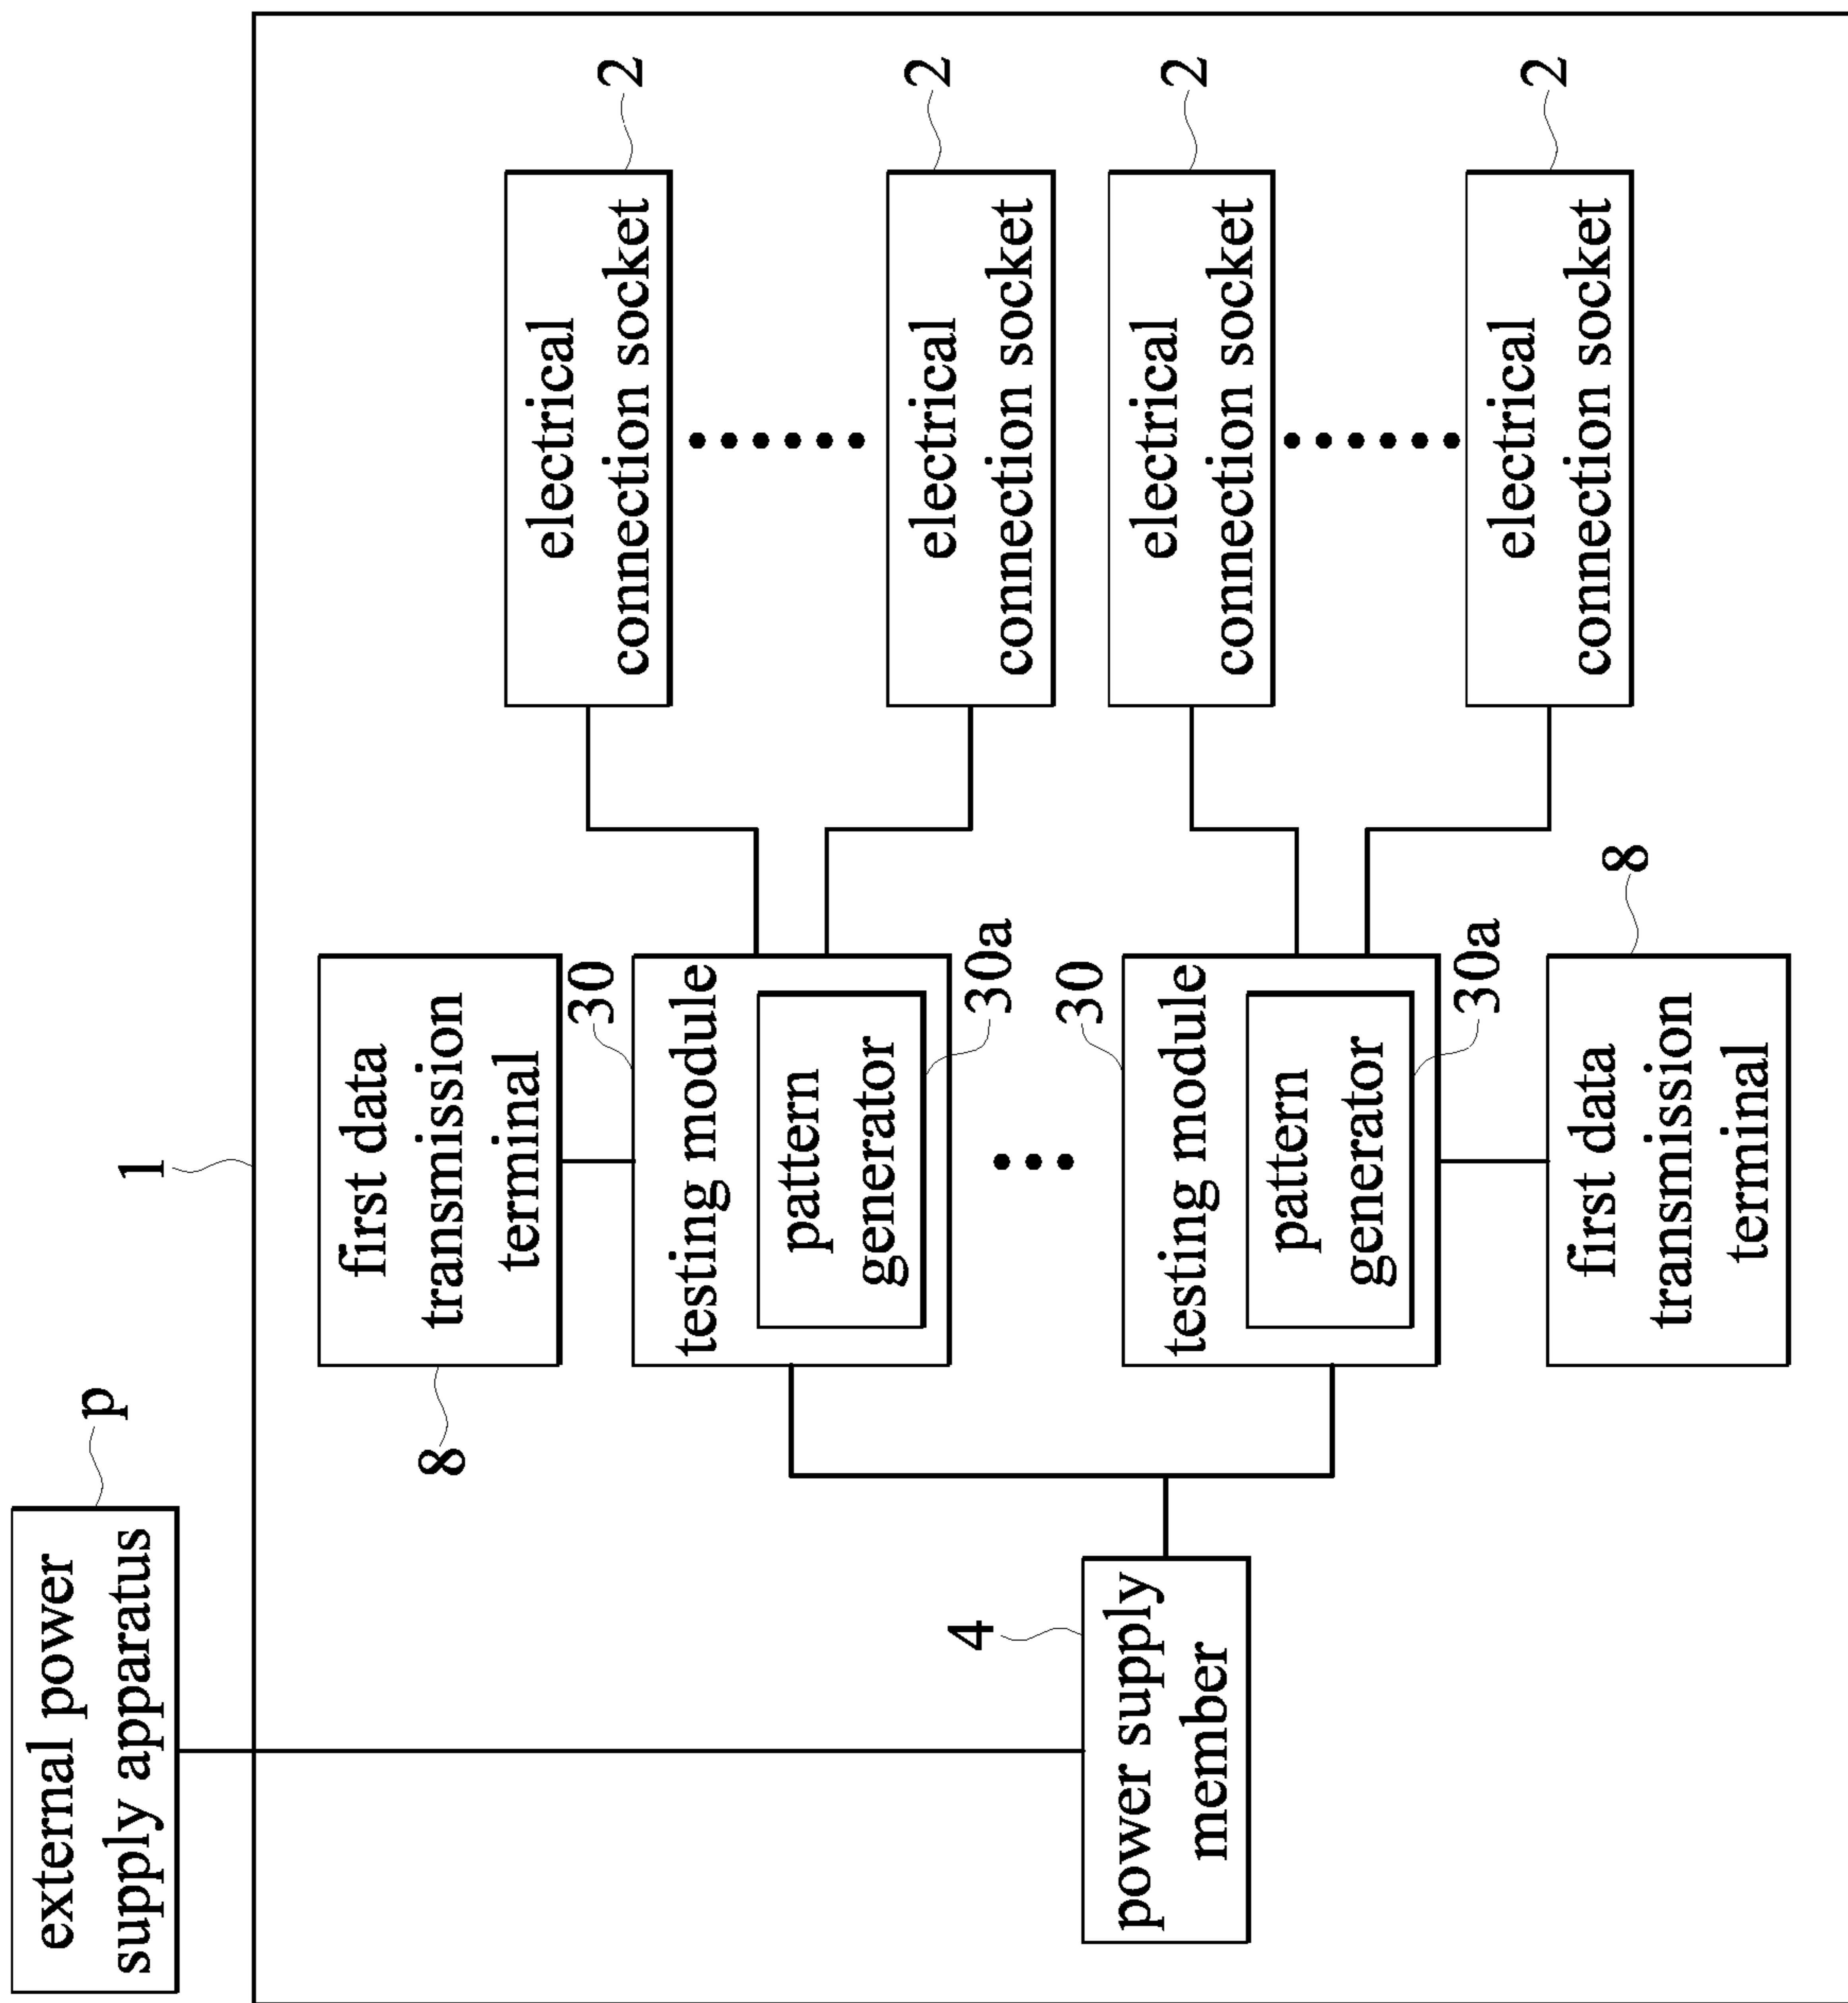 external power
supply apparatus
p
1
8
first data
transmission
terminal
30
testing module
pattern
generator
30a
electrical
connection socket
2
electrical
connection socket
2
4
power supply
member
30
testing module
pattern
generator
30a
electrical
connection socket
2
electrical
connection socket
2
first data
transmission
terminal
8